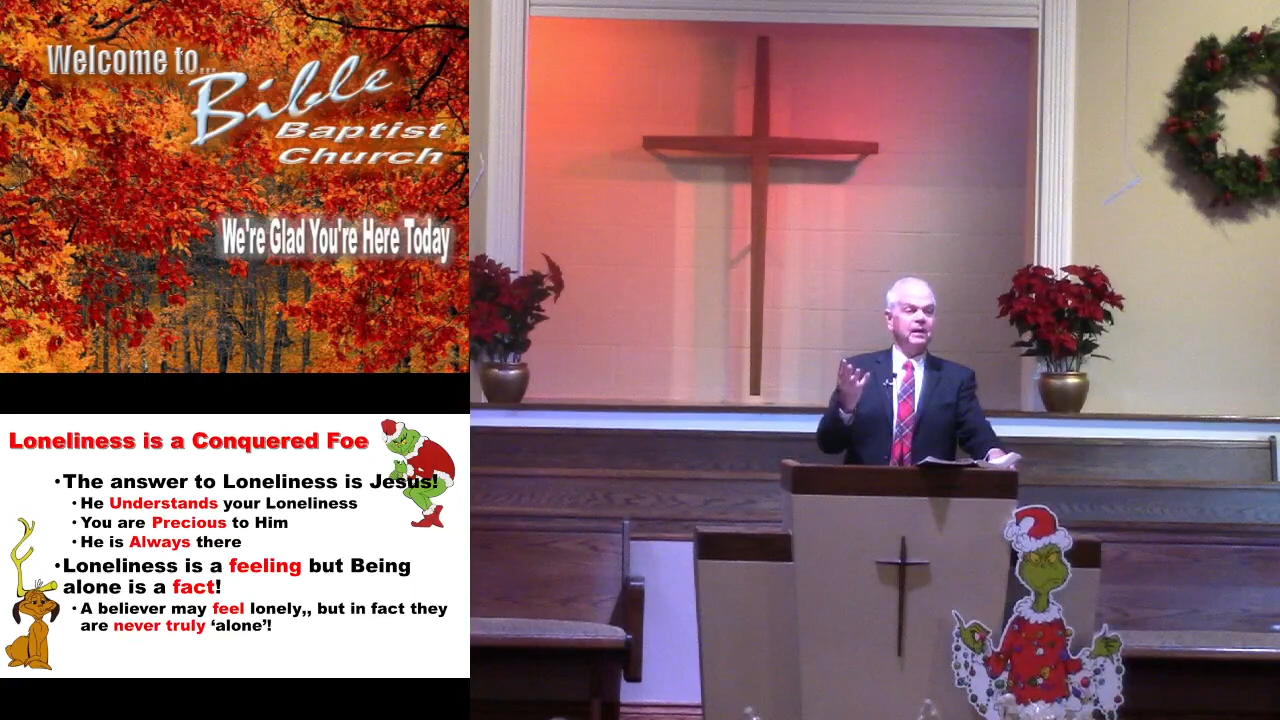 Welcome to...
Bible
Baptist
Church
We're Glad You're Here Today
Loneliness is a Conquered Foe
•The answer to Loneliness is Jesus!
•He Understands your Loneliness
•You are Precious to Him
•He is Always there
•Loneliness is a feeling but Being
alone is a fact!
•A believer may feel lonely,, but in fact they
are never truly ‘alone’!